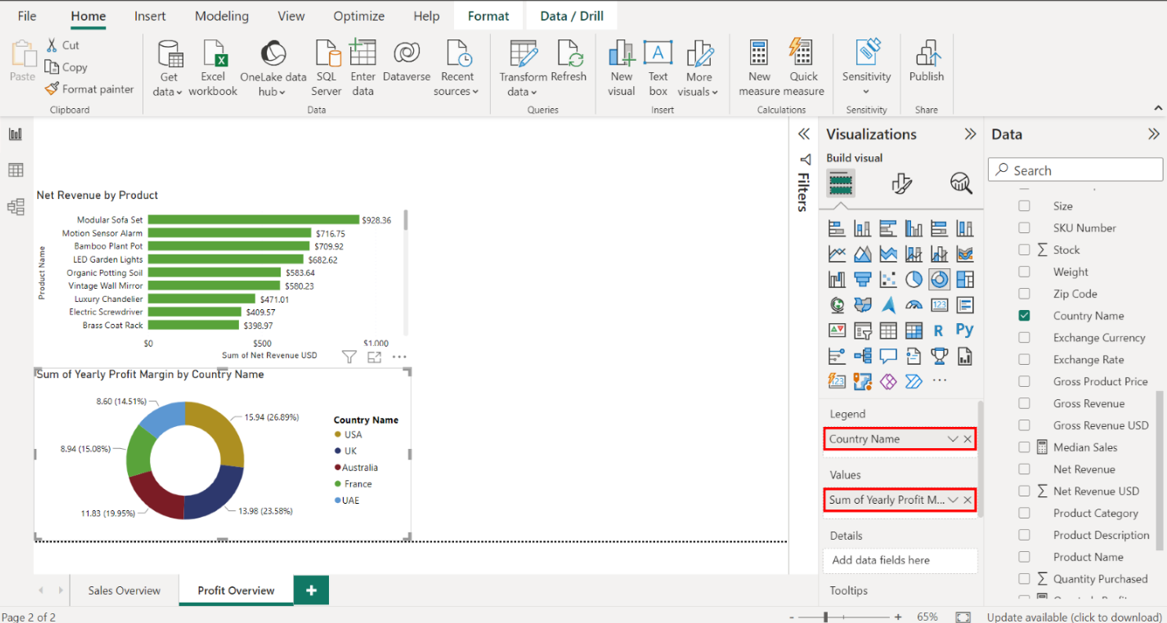 File Home Insert Modeling View Optimize Help Format Data / Drill
Paste
Cut
Copy
Format painter
Clipboard
Get data
Excel workbook
OneLake data hub
SQL Server
Enter data
Dataverse
Recent sources
Data
Transform data
Refresh
Queries
New visual
Text box
More visuals
Insert
New measure
Quick measure
Calculations
Sensitivity
Sensitivity
Publish
Share
Net Revenue by Product
Product Name
Modular Sofa Set $928.36
Motion Sensor Alarm $716.75
Bamboo Plant Pot $709.92
LED Garden Lights $682.62
Organic Potting Soil $583.64
Vintage Wall Mirror $580.23
Luxury Chandelier $471.01
Electric Screwdriver $409.57
Brass Coat Rack $398.97
$0 $500 $1,000
Sum of Net Revenue USD
Sum of Yearly Profit Margin by Country Name
8.60 (14.51%)
15.94 (26.89%)
8.94 (15.08%)
11.83 (19.95%)
13.98 (23.58%)
Country Name
USA
UK
Australia
France
UAE
Filters
Visualizations
Build visual
123
R Py
123
Legend
Country Name
Values
Sum of Yearly Profit M...
Details
Add data fields here
Tooltips
Data
Search
Size
SKU Number
Stock
Weight
Zip Code
Country Name
Exchange Currency
Exchange Rate
Gross Product Price
Gross Revenue
Gross Revenue USD
Median Sales
Net Revenue
Net Revenue USD
Product Category
Product Description
Product Name
Quantity Purchased
Sales Overview
Profit Overview
+
Page 2 of 2
- + 65%
Update available (click to download)